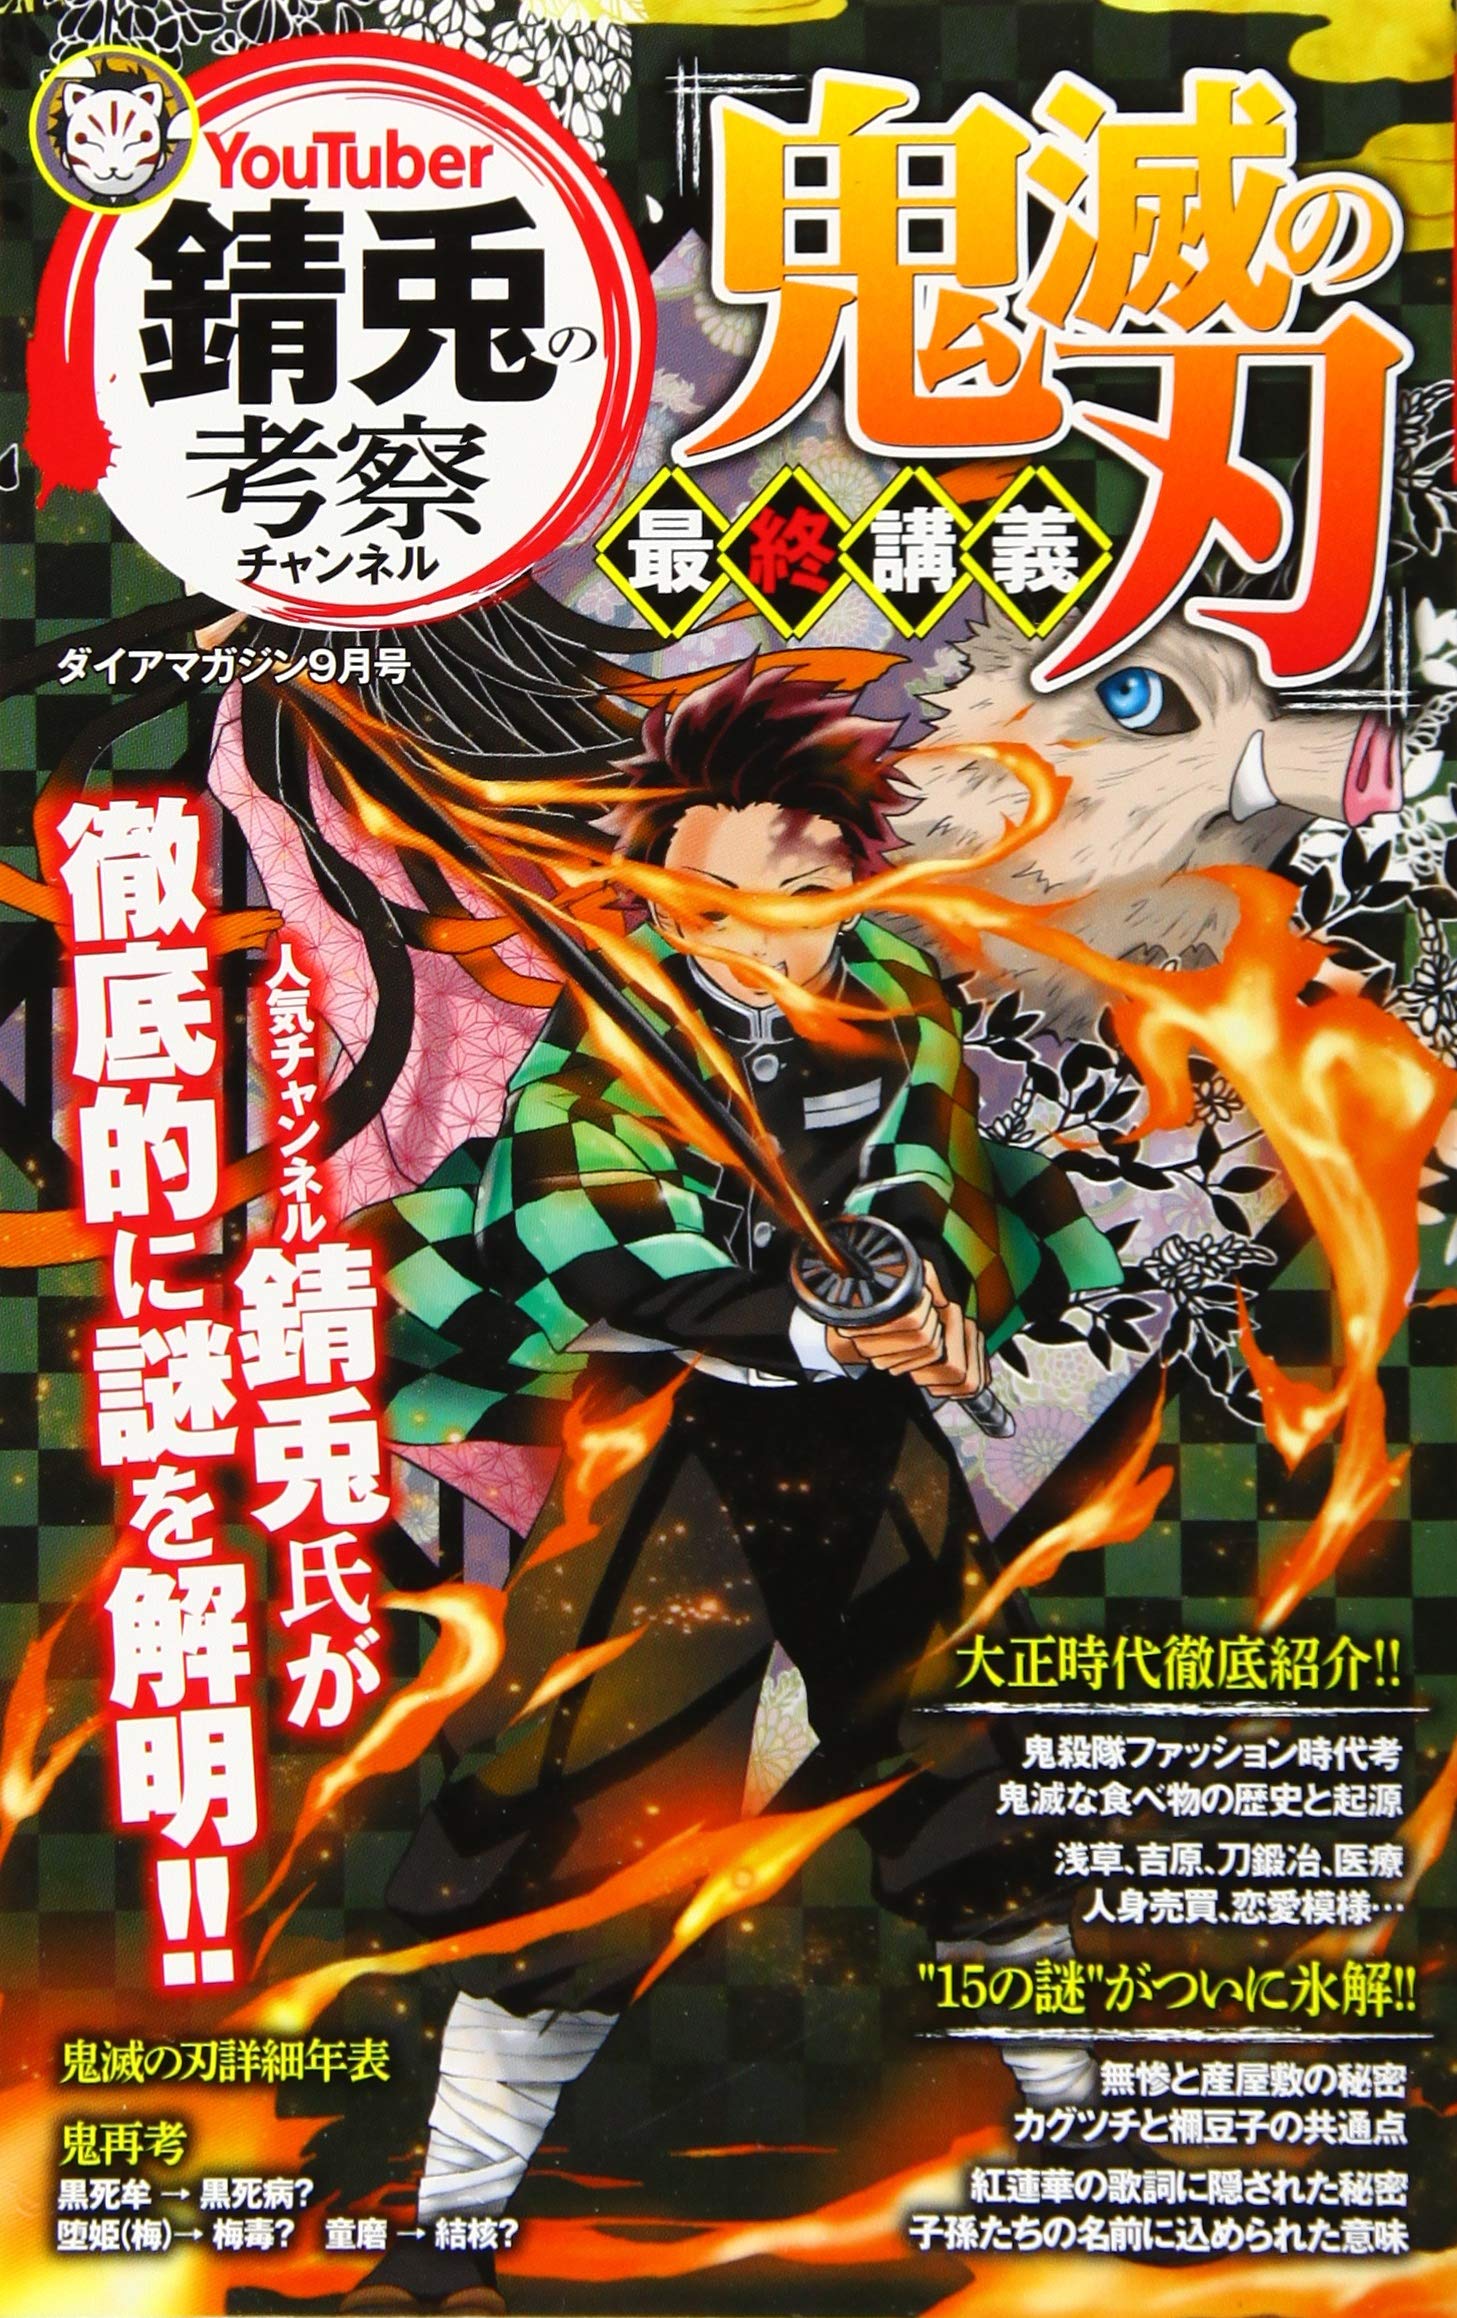 YouTuber
錆兎の
考察
チャンネル
鬼滅の
刃
最終講義
ダイアマガジン9月号
人気チャンネル錆兎氏が
徹底的に謎を解明!!
大正時代徹底紹介!!
鬼殺隊ファッション時代考
鬼滅な食べ物の歴史と起源
浅草、吉原、刀鍛冶、医療
人身売買、恋愛模様…
"15の謎"がついに氷解!!
無惨と産屋敷の秘密
カグツチと禰豆子の共通点
紅蓮華の歌詞に隠された秘密
子孫たちの名前に込められた意味
鬼滅の刃詳細年表
鬼再考
黒死牟→黒死病?
堕姫(梅)→梅毒? 童磨→結核?